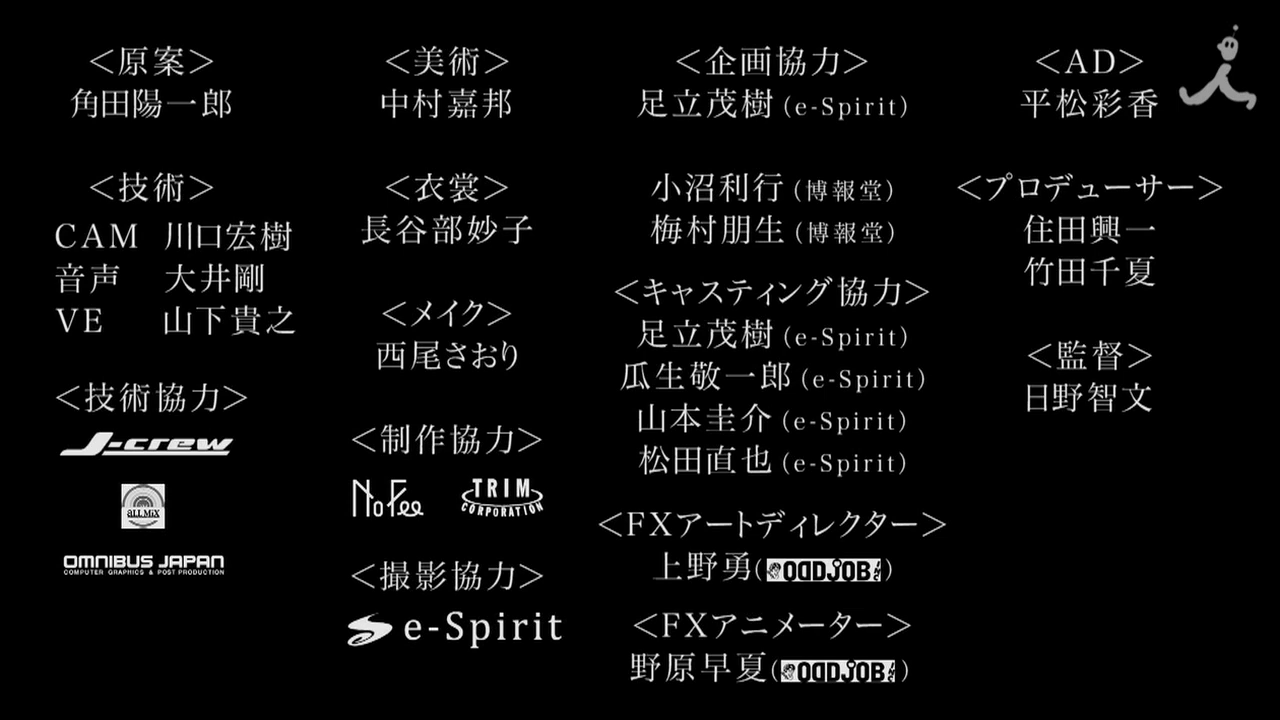 ＜原案＞
角田陽一郎
＜技術＞
CAM 川口宏樹
音声 大井剛
VE 山下貴之
＜技術協力＞
J-crew
aLL MiX
OMNIBUS JAPAN
COMPUTER GRAPHICS & POST PRODUCTION
＜美術＞
中村嘉邦
＜衣裳＞
長谷部妙子
＜メイク＞
西尾さおり
＜制作協力＞
NoFee TRIM
CORPORATION
＜撮影協力＞
e-Spirit
＜企画協力＞
足立茂樹（e-Spirit）
小沼利行（博報堂）
梅村朋生（博報堂）
＜キャスティング協力＞
足立茂樹（e-Spirit）
瓜生敬一郎（e-Spirit）
山本圭介（e-Spirit）
松田直也（e-Spirit）
＜FXアートディレクター＞
上野勇（ODDJOB）
＜FXアニメーター＞
野原早夏（ODDJOB）
＜AD＞
平松彩香
＜プロデューサー＞
住田興一
竹田千夏
＜監督＞
日野智文